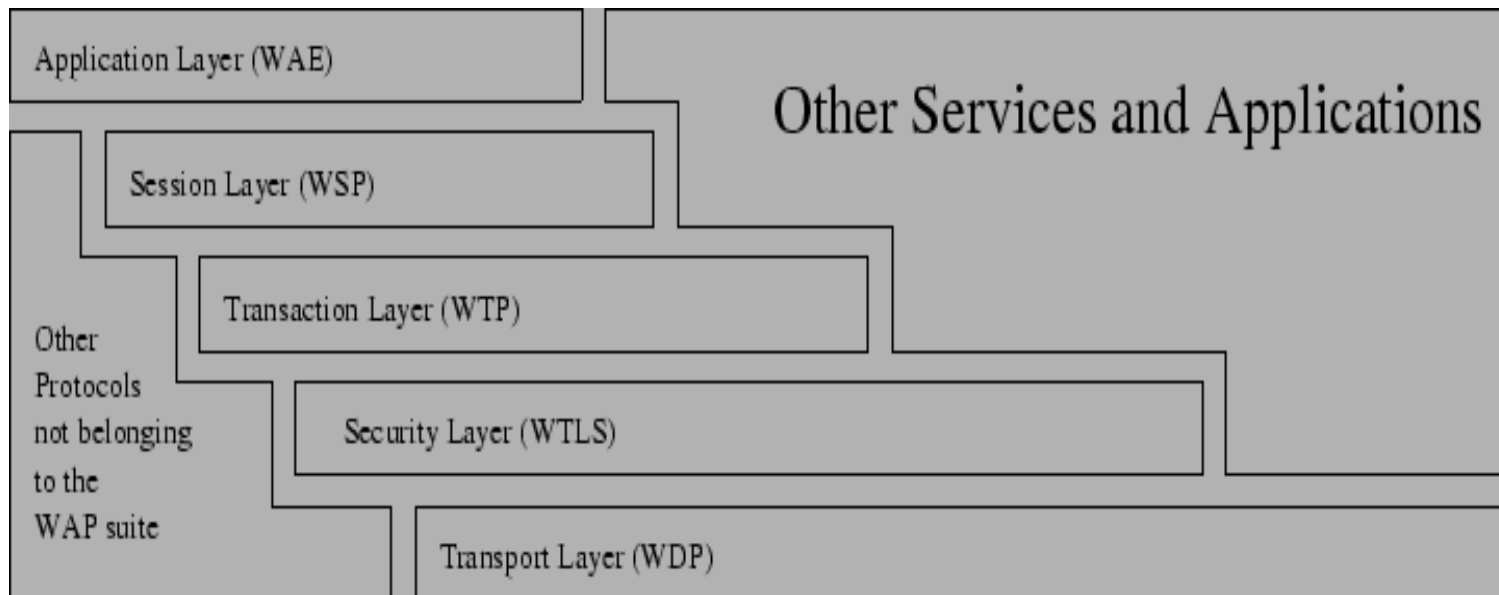 Application Layer (WAE)
Other Services and Applications
Session Layer (WSP)
Transaction Layer (WTP)
Other
Protocols
not belonging
to the
WAP suite
Security Layer (WTLS)
Transport Layer (WDP)